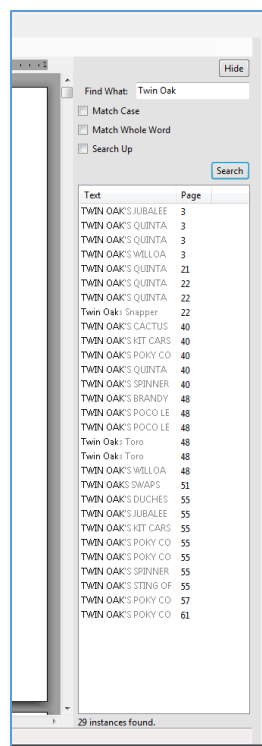 Hide
Find What: Twin Oak
Match Case
Match Whole Word
Search Up
Search
Text Page
TWIN OAK'S JUBALEE 3
TWIN OAK'S QUINTA 3
TWIN OAK'S QUINTA 3
TWIN OAK'S WILLOA 3
TWIN OAK'S QUINTA 21
TWIN OAK'S QUINTA 22
TWIN OAK'S QUINTA 22
Twin Oaks Snapper 22
TWIN OAK'S CACTUS 40
TWIN OAK'S KIT CARS 40
TWIN OAK'S POKY CO 40
TWIN OAK'S QUINTA 40
TWIN OAK'S SPINNER 40
TWIN OAK'S BRANDY 48
TWIN OAK'S POCO LE 48
TWIN OAK'S POCO LE 48
Twin Oaks Toro 48
Twin Oaks Toro 48
TWIN OAK'S WILLOA 48
TWIN OAKS SWAPS 51
TWIN OAK'S DUCHES 55
TWIN OAK'S JUBALEE 55
TWIN OAK'S KIT CARS 55
TWIN OAK'S POKY CO 55
TWIN OAK'S POKY CO 55
TWIN OAK'S SPINNER 55
TWIN OAK'S STING OF 55
TWIN OAK'S POKY CO 57
TWIN OAK'S POKY CO 61
29 instances found.